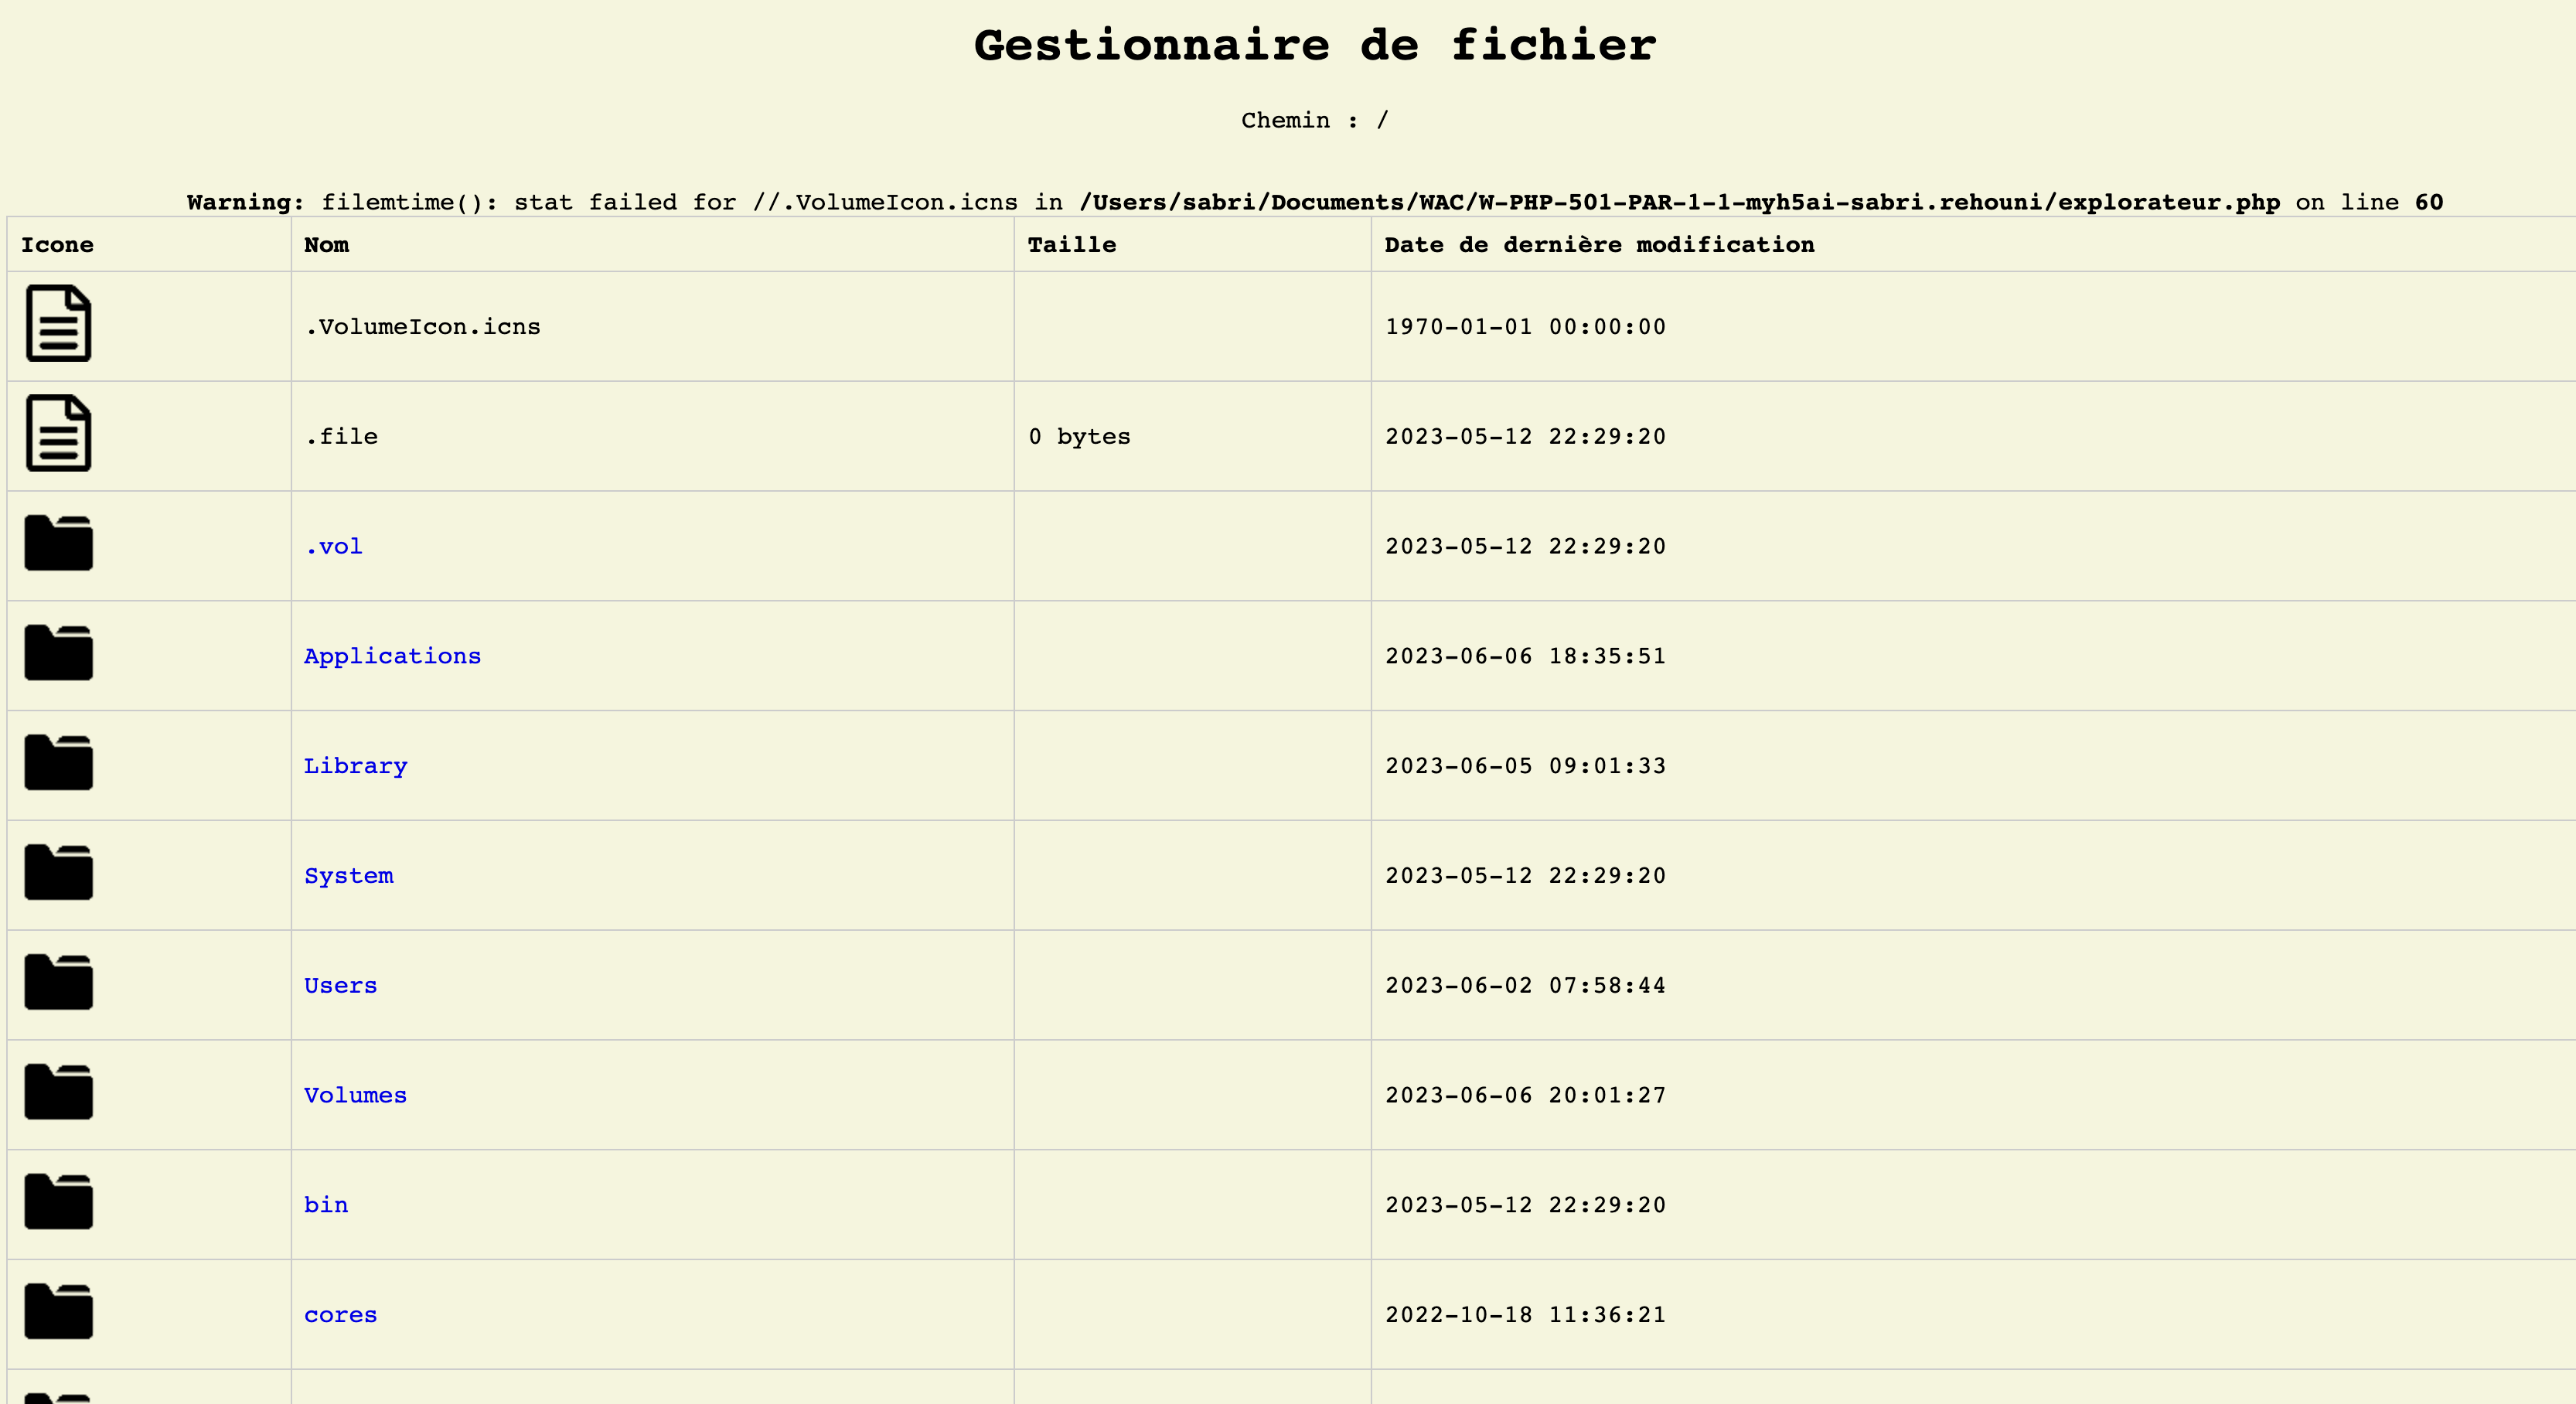 Gestionnaire de fichier
Chemin : /
Warning: filemtime(): stat failed for //.VolumeIcon.icns in /Users/sabri/Documents/WAC/W-PHP-501-PAR-1-1-myh5ai-sabri.rehouni/explorateur.php on line 60
Icone Nom Taille Date de dernière modification
.VolumeIcon.icns 1970-01-01 00:00:00
.file 0 bytes 2023-05-12 22:29:20
.vol 2023-05-12 22:29:20
Applications 2023-06-06 18:35:51
Library 2023-06-05 09:01:33
System 2023-05-12 22:29:20
Users 2023-06-02 07:58:44
Volumes 2023-06-06 20:01:27
bin 2023-05-12 22:29:20
cores 2022-10-18 11:36:21